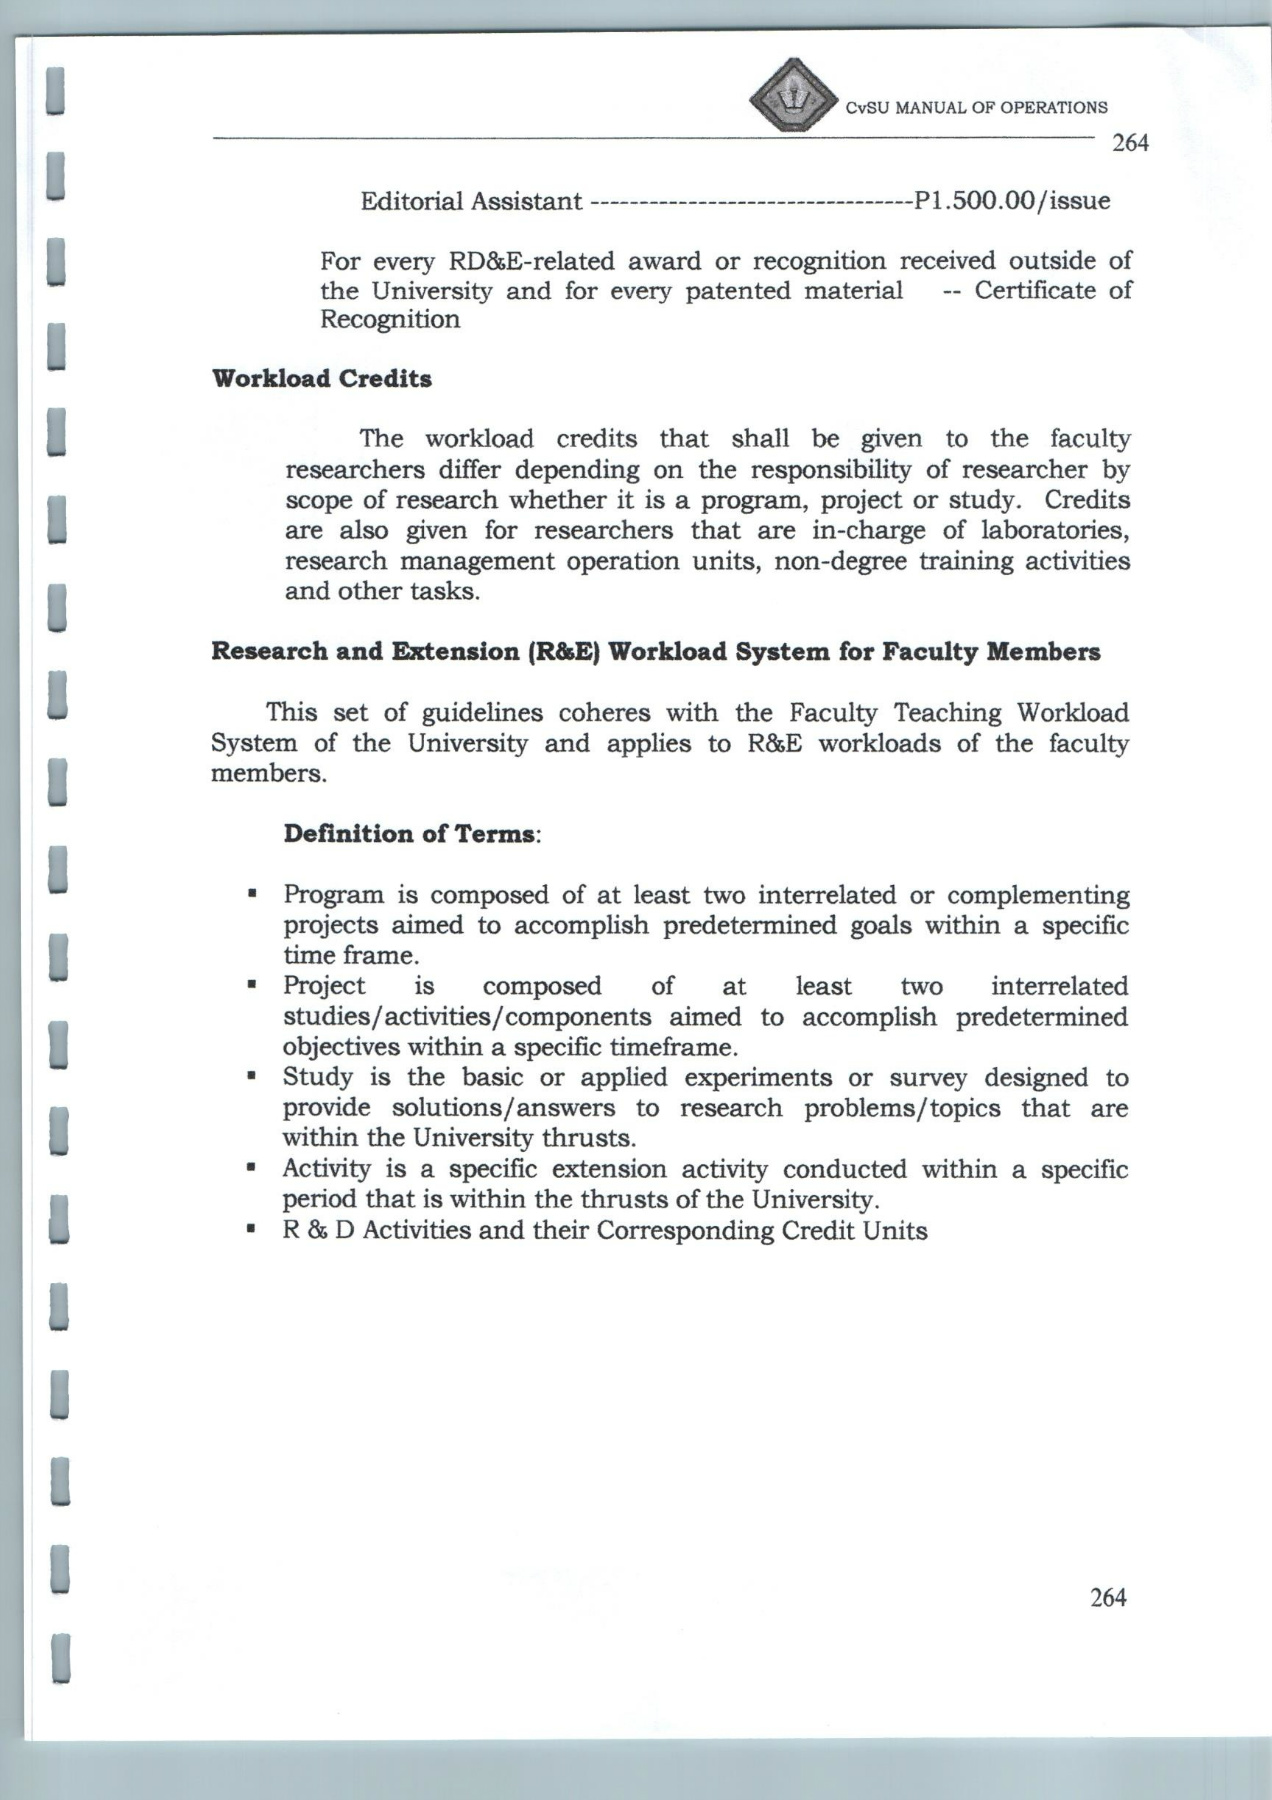 CvSU MANUAL OF OPERATIONS
264
Editorial Assistant ---------------------------------P1.500.00/issue
For every RD&E-related award or recognition received outside of
the University and for every patented material -- Certificate of
Recognition
Workload Credits
The workload credits that shall be given to the faculty
researchers differ depending on the responsibility of researcher by
scope of research whether it is a program, project or study. Credits
are also given for researchers that are in-charge of laboratories,
research management operation units, non-degree training activities
and other tasks.
Research and Extension (R&E) Workload System for Faculty Members
This set of guidelines coheres with the Faculty Teaching Workload
System of the University and applies to R&E workloads of the faculty
members.
Definition of Terms:
▪ Program is composed of at least two interrelated or complementing
projects aimed to accomplish predetermined goals within a specific
time frame.
▪ Project is composed of at least two interrelated
studies/activities/components aimed to accomplish predetermined
objectives within a specific timeframe.
▪ Study is the basic or applied experiments or survey designed to
provide solutions/answers to research problems/topics that are
within the University thrusts.
▪ Activity is a specific extension activity conducted within a specific
period that is within the thrusts of the University.
▪ R & D Activities and their Corresponding Credit Units
264